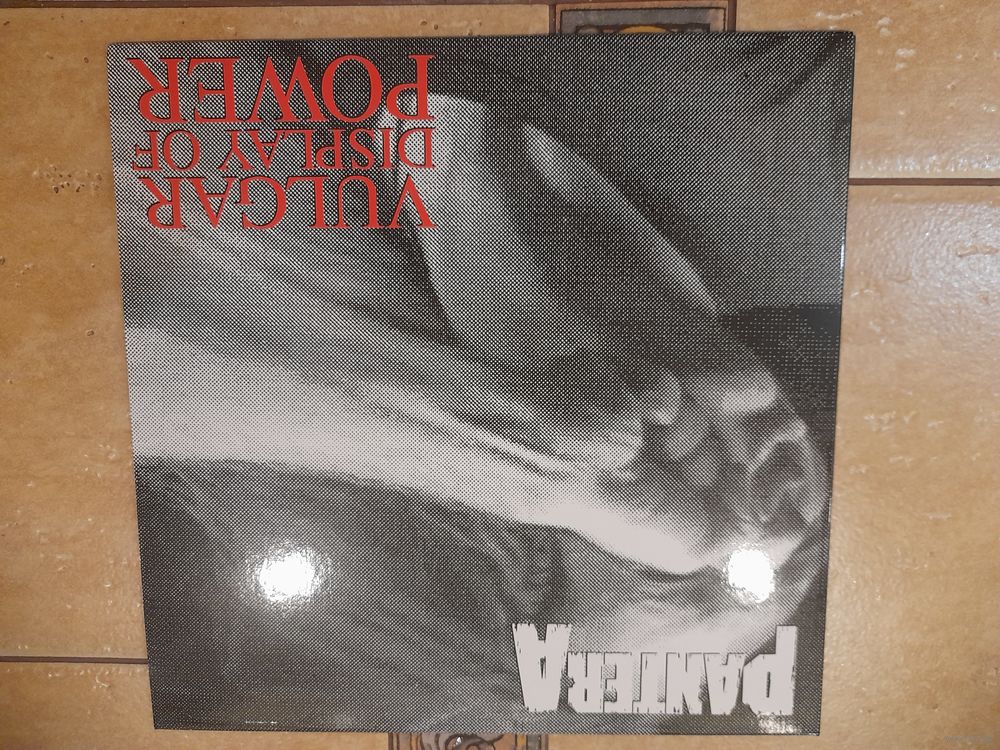 PANTERA
VULGAR
DISPLAY OF
POWER